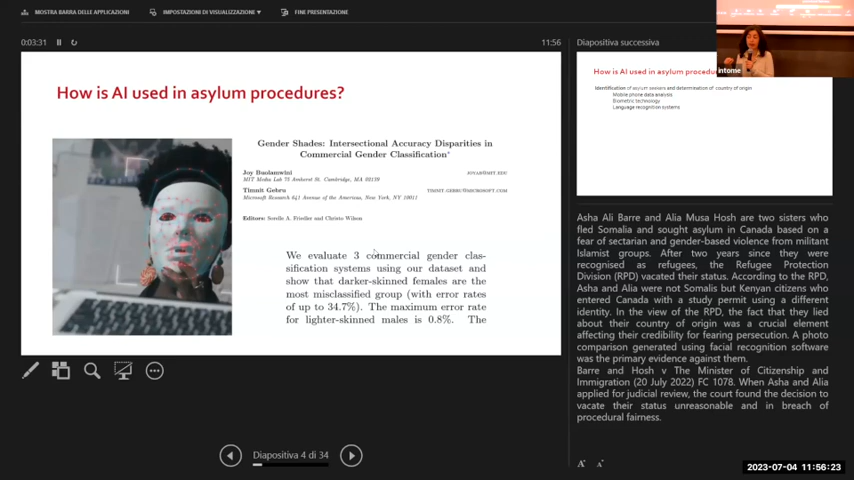 MOSTRA BARRA DELLE APPLICAZIONI
IMPOSTAZIONI DI VISUALIZZAZIONE ▼
FINE PRESENTAZIONE
0:03:31
11:56
How is AI used in asylum procedures?
Gender Shades: Intersectional Accuracy Disparities in
Commercial Gender Classification*
Joy Buolamwini
MIT Media Lab 75 Amherst St. Cambridge, MA 02139
Timnit Gebru
TIMNIT.GEBRU@MICROSOFT.COM
Microsoft Research 641 Avenue of the Americas, New York, NY 10011
Editors: Sorelle A. Friedler and Christo Wilson
We evaluate 3 commercial gender clas-
sification systems using our dataset and
show that darker-skinned females are the
most misclassified group (with error rates
of up to 34.7%). The maximum error rate
for lighter-skinned males is 0.8%. The
Diapositiva 4 di 34
Diapositiva successiva
How is AI used in asylum procedu
Identification of asylum seekers and determination of country of origin
Mobile phone data analysis
Biometric technology
Language recognition systems
intome
Asha Ali Barre and Alia Musa Hosh are two sisters who
fled Somalia and sought asylum in Canada based on a
fear of sectarian and gender-based violence from militant
Islamist groups. After two years since they were
recognised as refugees, the Refugee Protection
Division (RPD) vacated their status. According to the RPD,
Asha and Alia were not Somalis but Kenyan citizens who
entered Canada with a study permit using a different
identity. In the view of the RPD, the fact that they lied
about their country of origin was a crucial element
affecting their credibility for fearing persecution. A photo
comparison generated using facial recognition software
was the primary evidence against them.
Barre and Hosh v The Minister of Citizenship and
Immigration (20 July 2022) FC 1078. When Asha and Alia
applied for judicial review, the court found the decision to
vacate their status unreasonable and in breach of
procedural fairness.
A A
2023-07-04 11:56:23